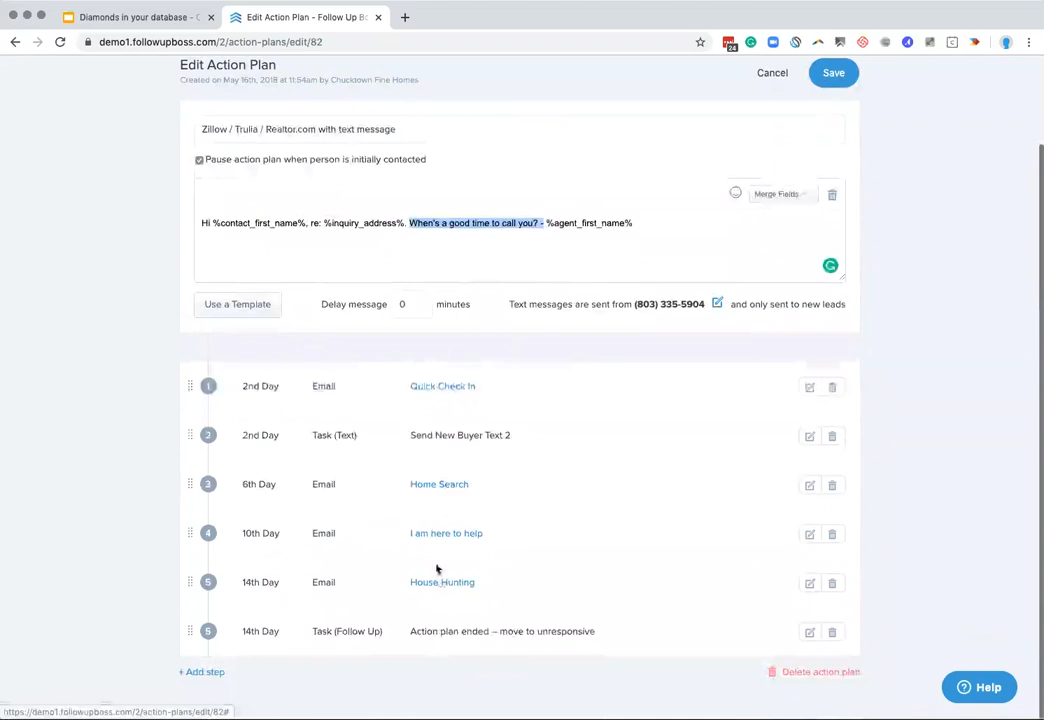 Diamonds in your database - G
Edit Action Plan - Follow Up Bo
demo1.followupboss.com/2/action-plans/edit/82
24
Edit Action Plan
Created on May 16th, 2018 at 11:54am by Chucktown Fine Homes
Cancel
Save
Zillow / Trulia / Realtor.com with text message
Pause action plan when person is initially contacted
Merge Fields
Hi %contact_first_name%, re: %inquiry_address%. When's a good time to call you? - %agent_first_name%
Use a Template
Delay message 0 minutes
Text messages are sent from (803) 335-5904 and only sent to new leads
1 2nd Day Email Quick Check In
2 2nd Day Task (Text) Send New Buyer Text 2
3 6th Day Email Home Search
4 10th Day Email I am here to help
5 14th Day Email House Hunting
5 14th Day Task (Follow Up) Action plan ended – move to unresponsive
+ Add step
Delete action plan
Help
https://demo1.followupboss.com/2/action-plans/edit/82#